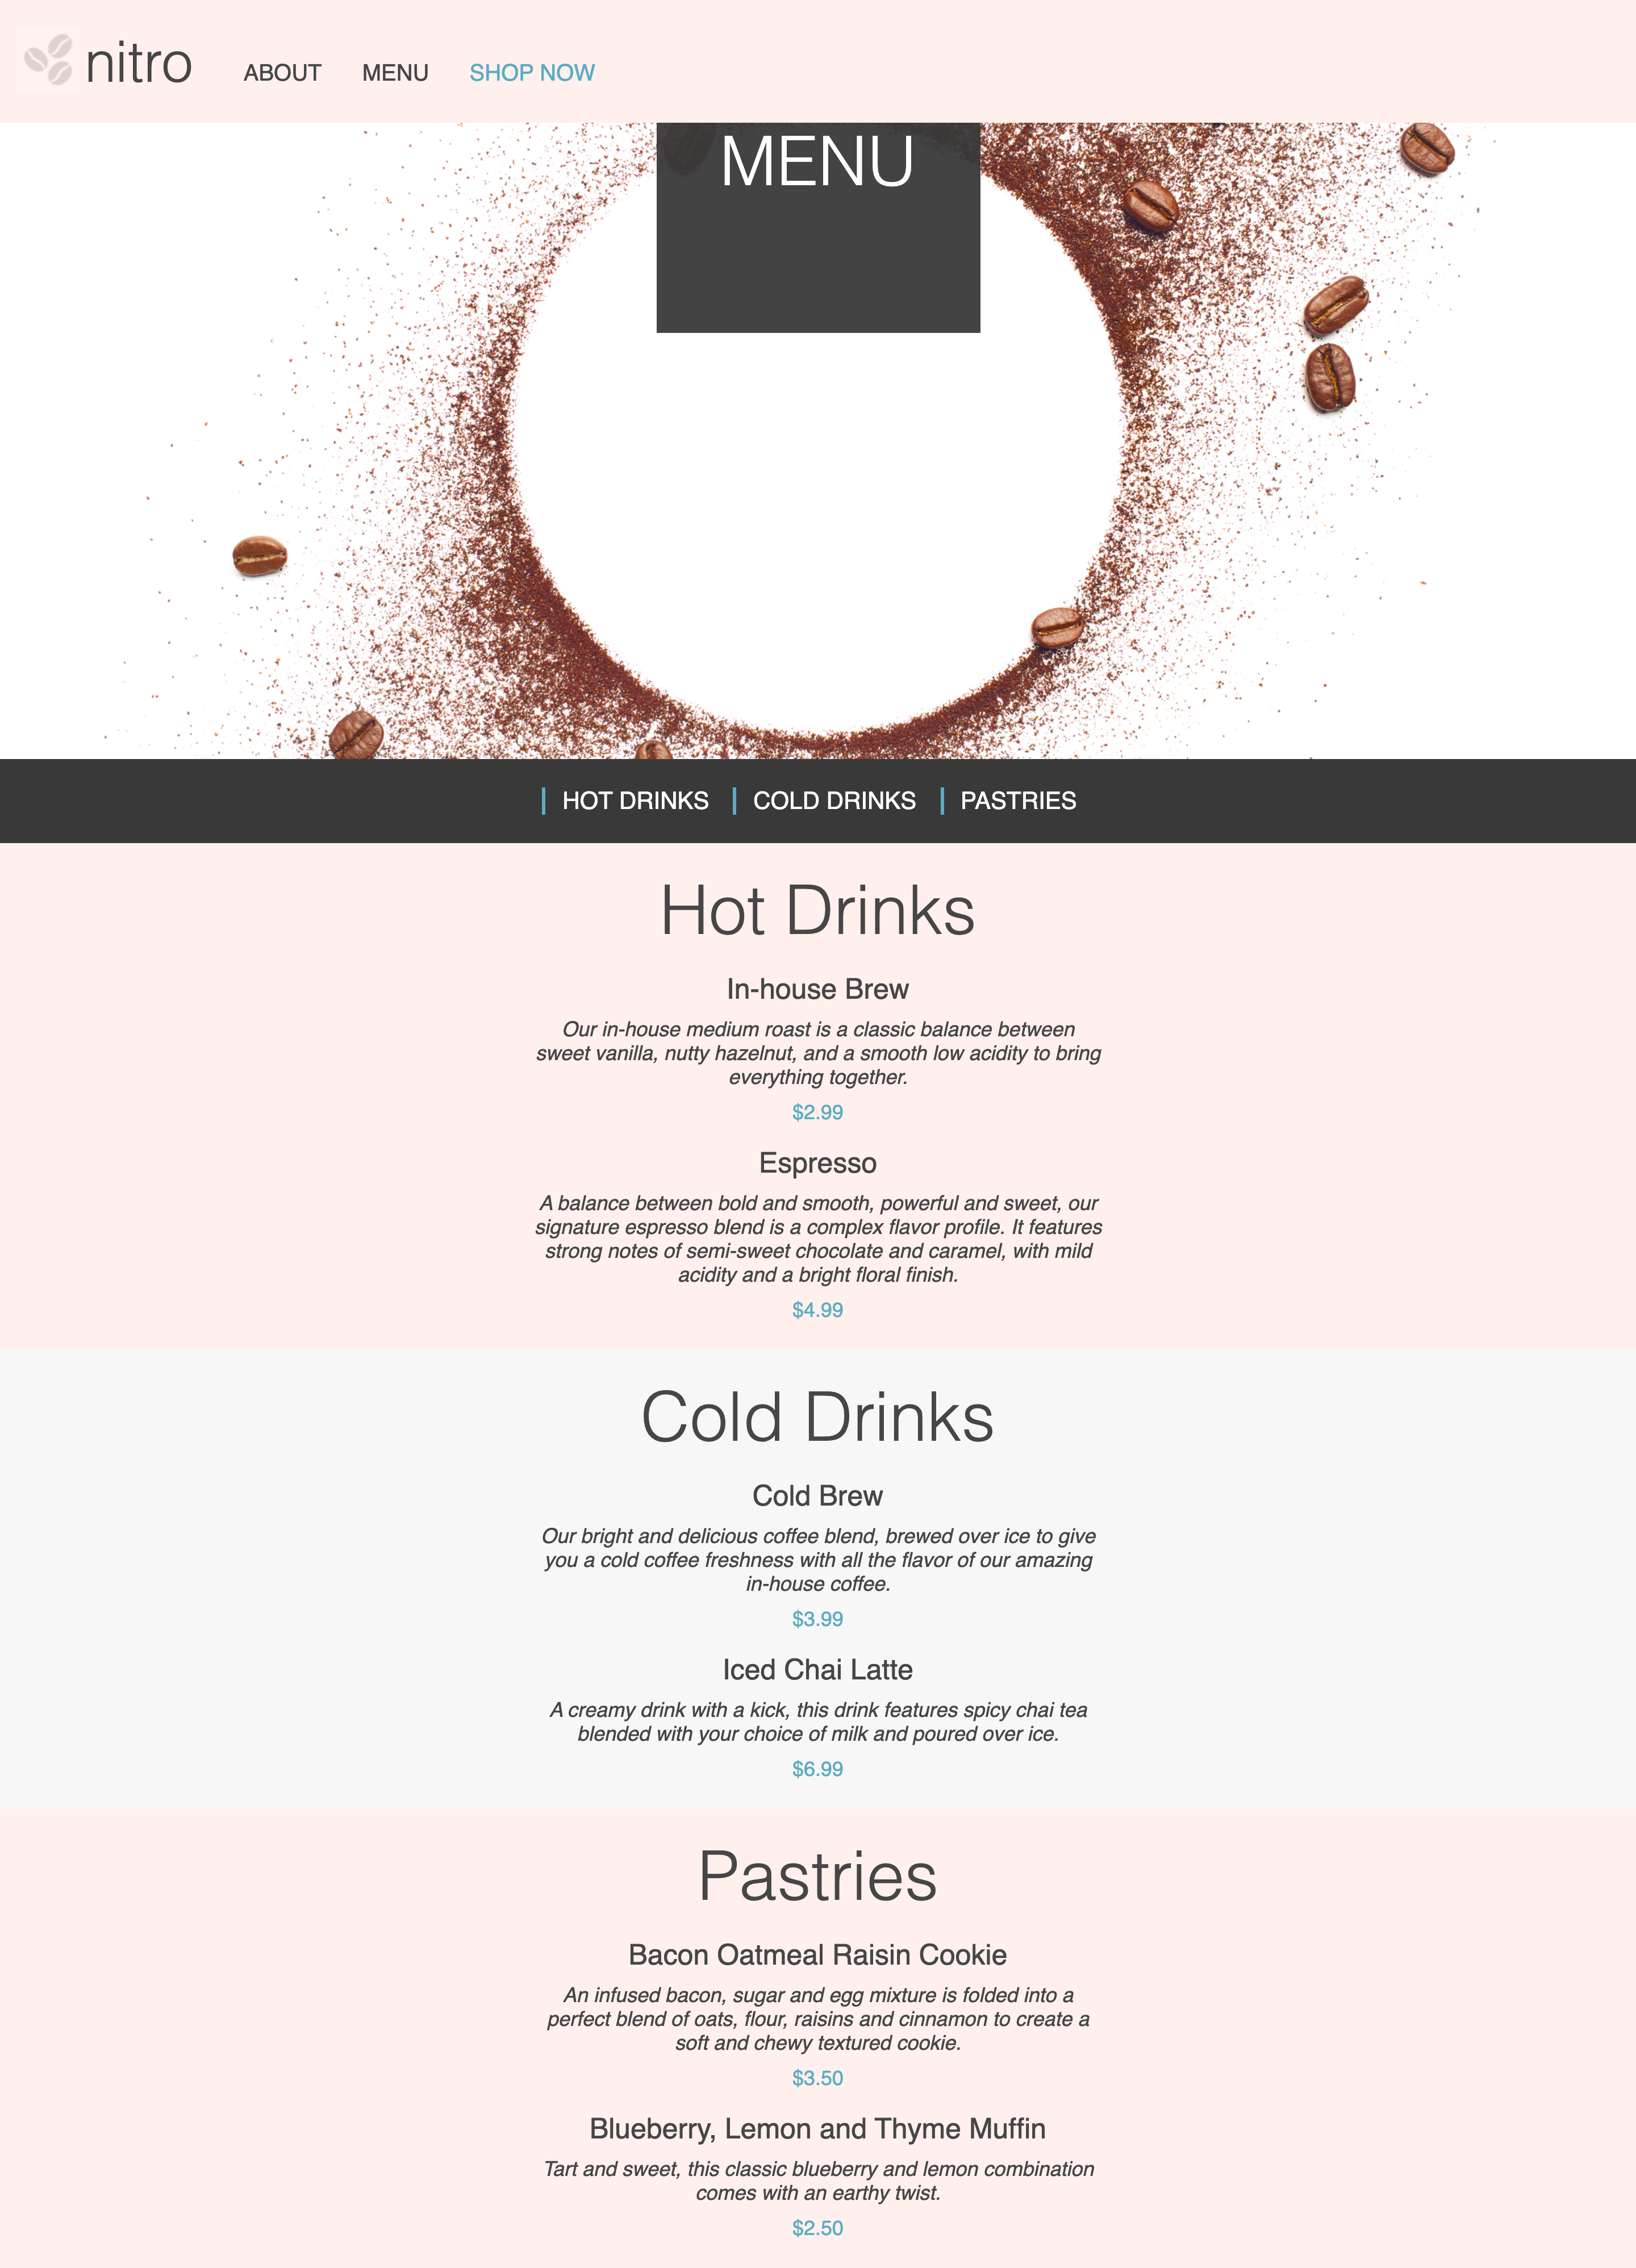 nitro
ABOUT MENU SHOP NOW
MENU
HOT DRINKS COLD DRINKS PASTRIES
Hot Drinks
In-house Brew
Our in-house medium roast is a classic balance between
sweet vanilla, nutty hazelnut, and a smooth low acidity to bring
everything together.
$2.99
Espresso
A balance between bold and smooth, powerful and sweet, our
signature espresso blend is a complex flavor profile. It features
strong notes of semi-sweet chocolate and caramel, with mild
acidity and a bright floral finish.
$4.99
Cold Drinks
Cold Brew
Our bright and delicious coffee blend, brewed over ice to give
you a cold coffee freshness with all the flavor of our amazing
in-house coffee.
$3.99
Iced Chai Latte
A creamy drink with a kick, this drink features spicy chai tea
blended with your choice of milk and poured over ice.
$6.99
Pastries
Bacon Oatmeal Raisin Cookie
An infused bacon, sugar and egg mixture is folded into a
perfect blend of oats, flour, raisins and cinnamon to create a
soft and chewy textured cookie.
$3.50
Blueberry, Lemon and Thyme Muffin
Tart and sweet, this classic blueberry and lemon combination
comes with an earthy twist.
$2.50